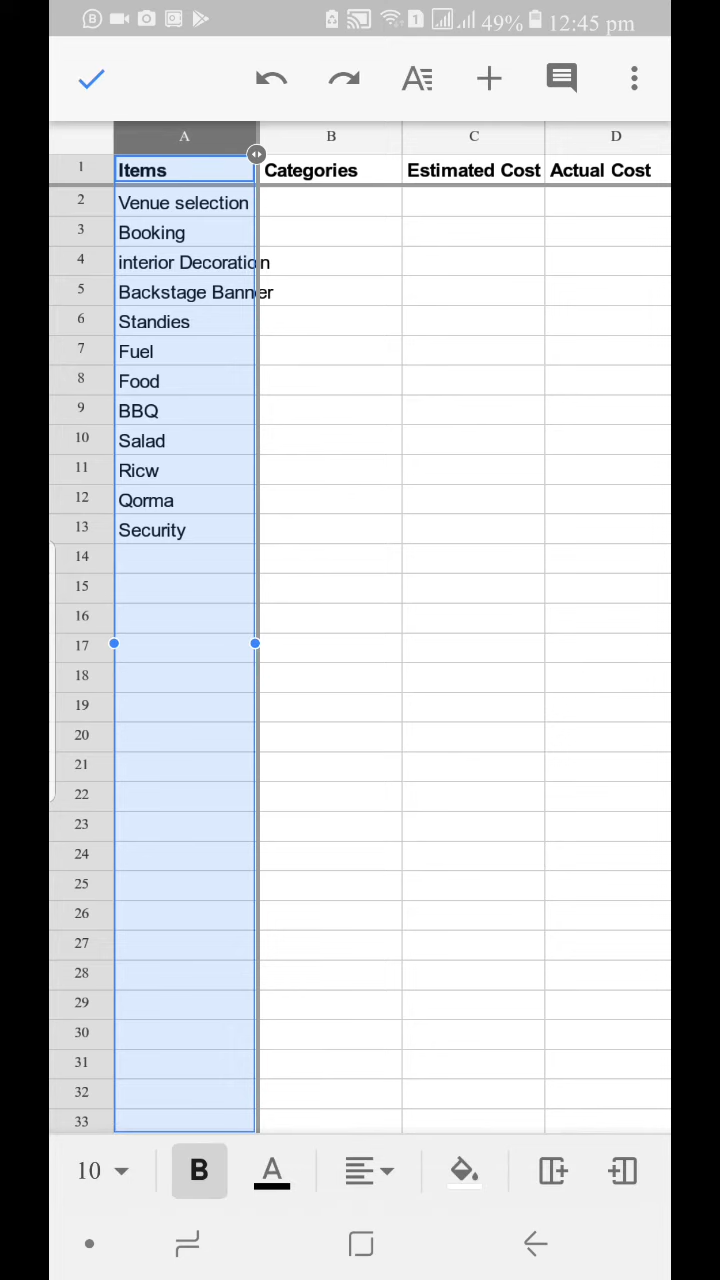 49% 12:45 pm
A B C D
1 Items Categories Estimated Cost Actual Cost
2 Venue selection
3 Booking
4 interior Decoration
5 Backstage Banner
6 Standies
7 Fuel
8 Food
9 BBQ
10 Salad
11 Ricw
12 Qorma
13 Security
14
15
16
17
18
19
20
21
22
23
24
25
26
27
28
29
30
31
32
33
10 B A